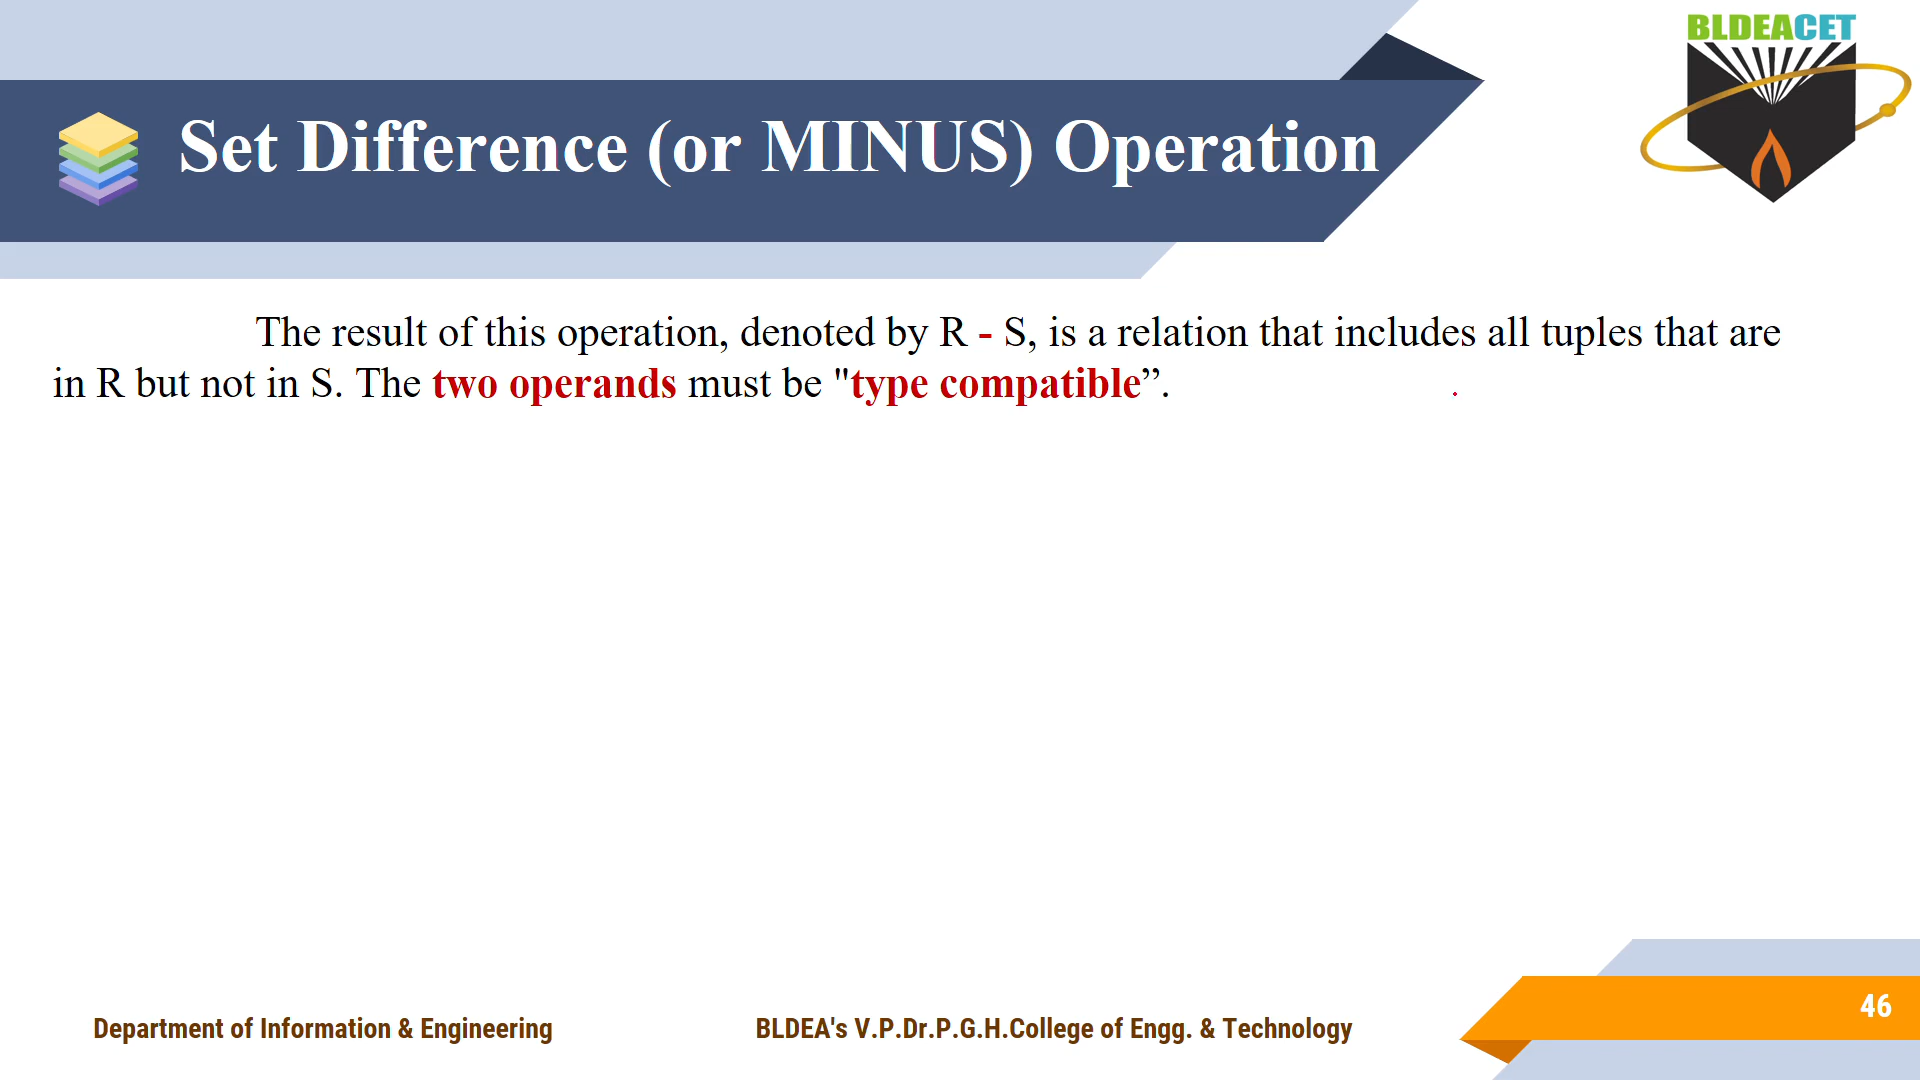 BLDEACET
Set Difference (or MINUS) Operation
The result of this operation, denoted by R - S, is a relation that includes all tuples that are
in R but not in S. The two operands must be "type compatible”.
46
Department of Information & Engineering
BLDEA's V.P.Dr.P.G.H.College of Engg. & Technology